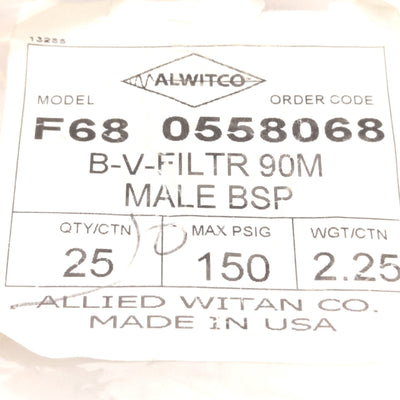 13255
ALWITCO
MODEL ORDER CODE
F68 0558068
B-V-FILTR 90M
MALE BSP
QTY/CTN MAX PSIG WGT/CTN
25 10 150 2.25
ALLIED WITAN CO.
MADE IN USA